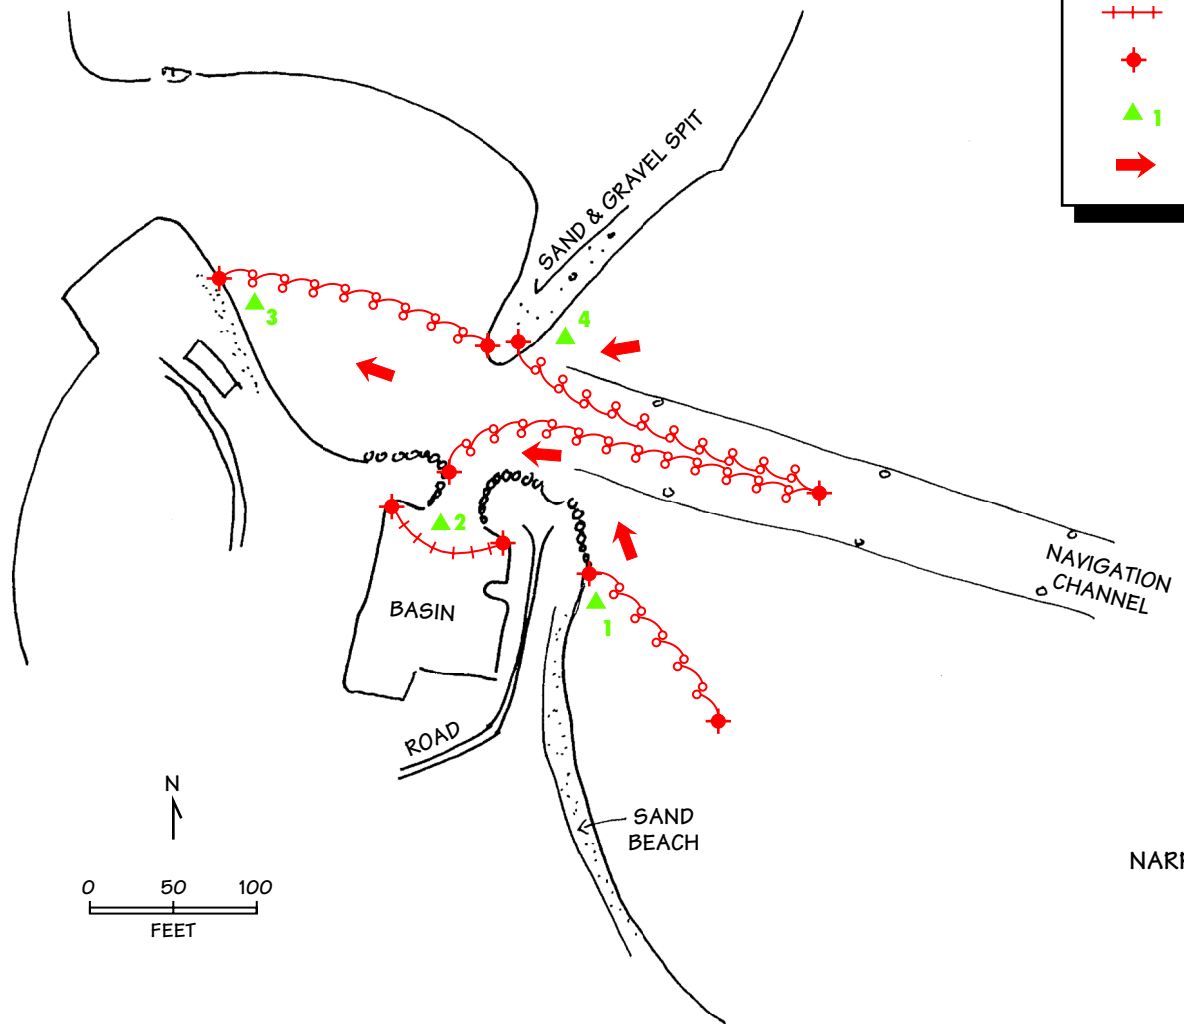 1
SAND & GRAVEL SPIT
4
3
2
NAVIGATION
CHANNEL
BASIN
1
ROAD
N
SAND
BEACH
0 50 100
FEET